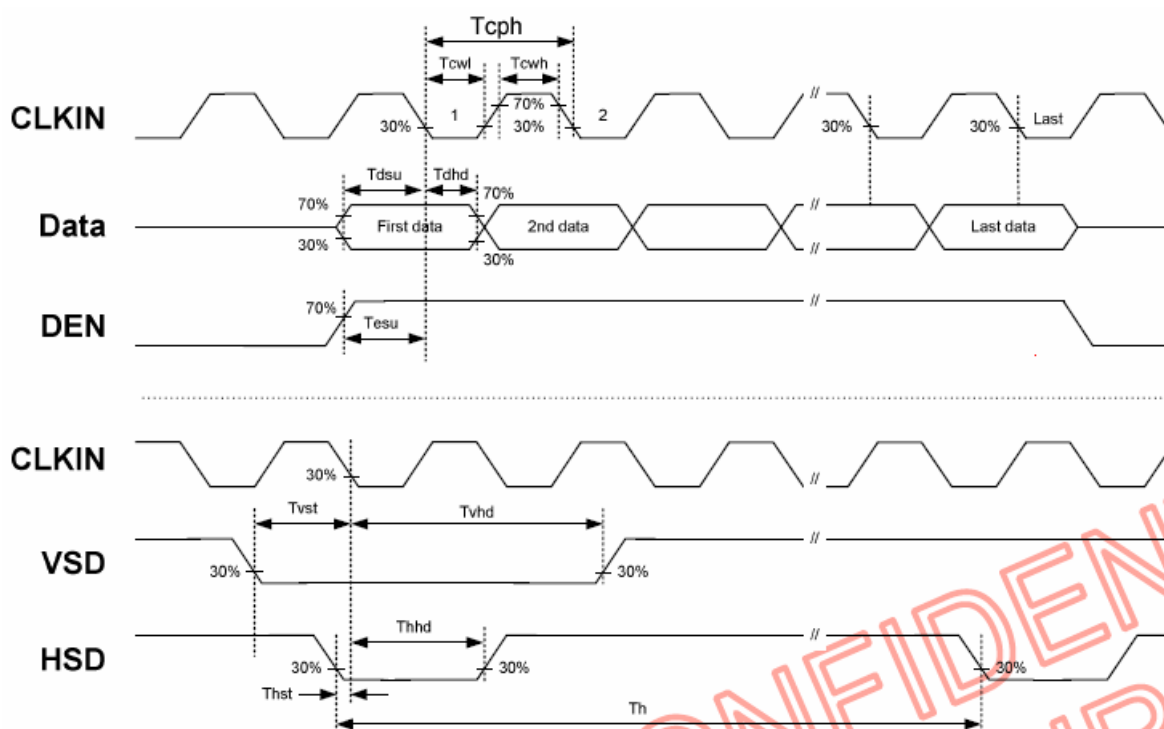 Tcph
Tcwl Tcwh
CLKIN 30% 1 70% 30% 2 // 30% 30% Last
Tdsu Tdhd
70% 70%
Data First data 2nd data // Last data
30% 30% //
70% //
DEN Tesu
CLKIN 30% //
Tvst Tvhd
VSD 30% 30% //
Thhd
HSD 30% 30% // 30%
Thst
Th